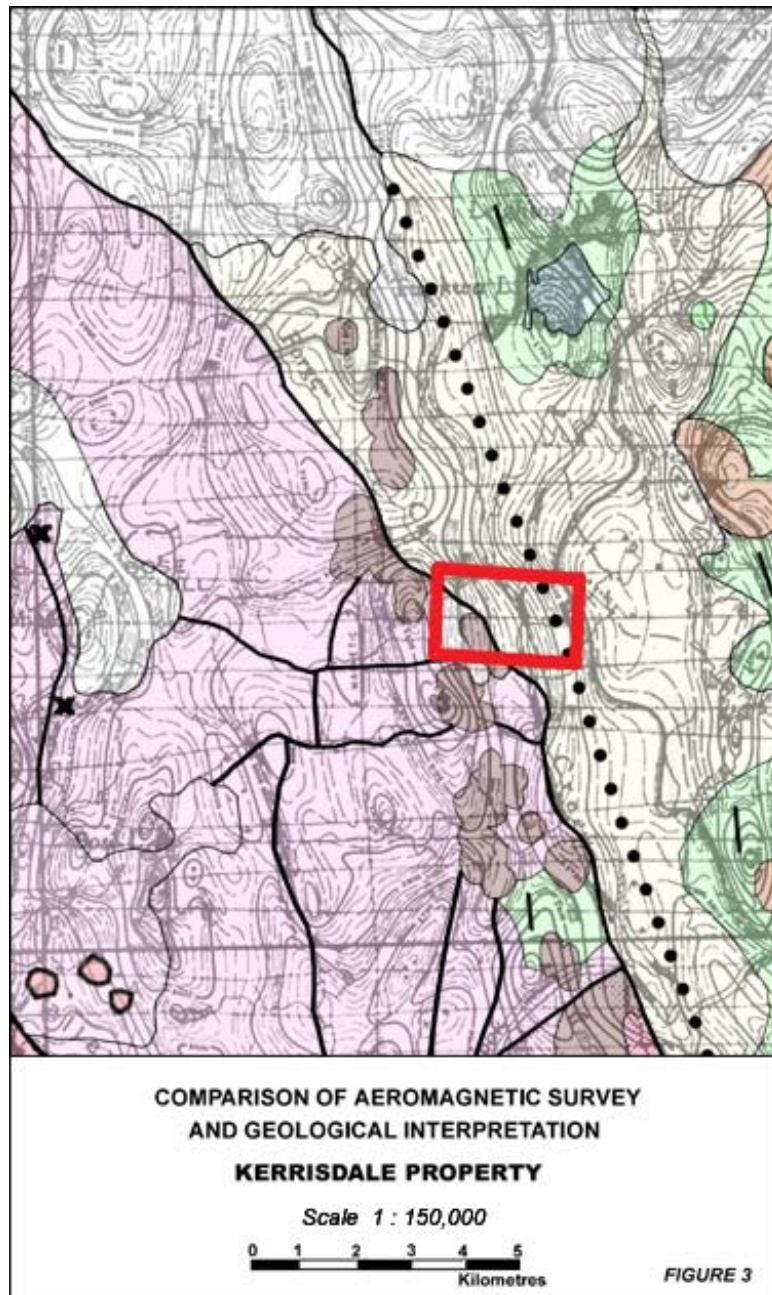 COMPARISON OF AEROMAGNETIC SURVEY
AND GEOLOGICAL INTERPRETATION
KERRISDALE PROPERTY
Scale 1 : 150,000
0 1 2 3 4 5
Kilometres
FIGURE 3